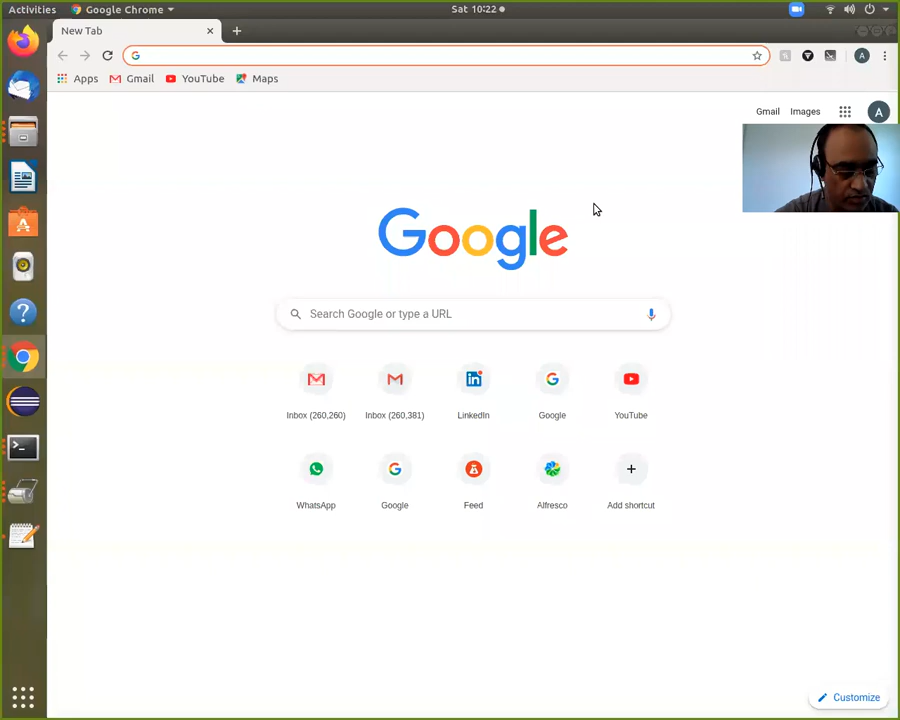 Activities Google Chrome Sat 10:22
New Tab
Apps Gmail YouTube Maps
Gmail Images A
Google
Search Google or type a URL
Inbox (260,260) Inbox (260,381) LinkedIn Google YouTube
WhatsApp Google Feed Alfresco Add shortcut
Customize